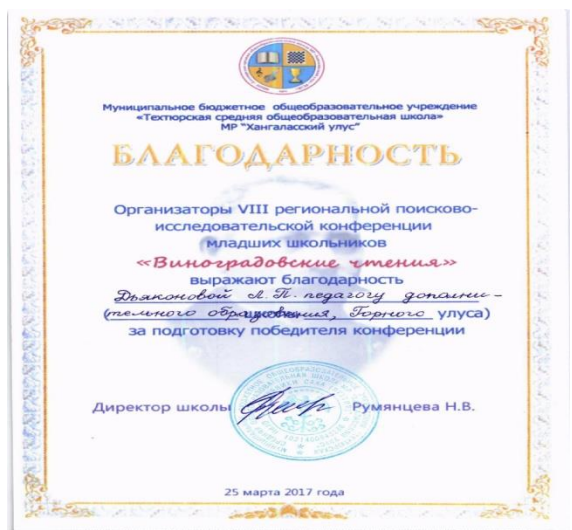 Муниципальное бюджетное общеобразовательное учреждение
«Техтюрская средняя общеобразовательная школа»
МР "Хангаласский улус"
БЛАГОДАРНОСТЬ
Организаторы VIII региональной поисково-
исследовательской конференции
младших школьников
«Виноградовские чтения»
выражают благодарность
Дьяконовой А.П. педагогу дополни-
(тельного образования, Горного улуса)
за подготовку победителя конференции
Директор школы Румянцева Н.В.
25 марта 2017 года